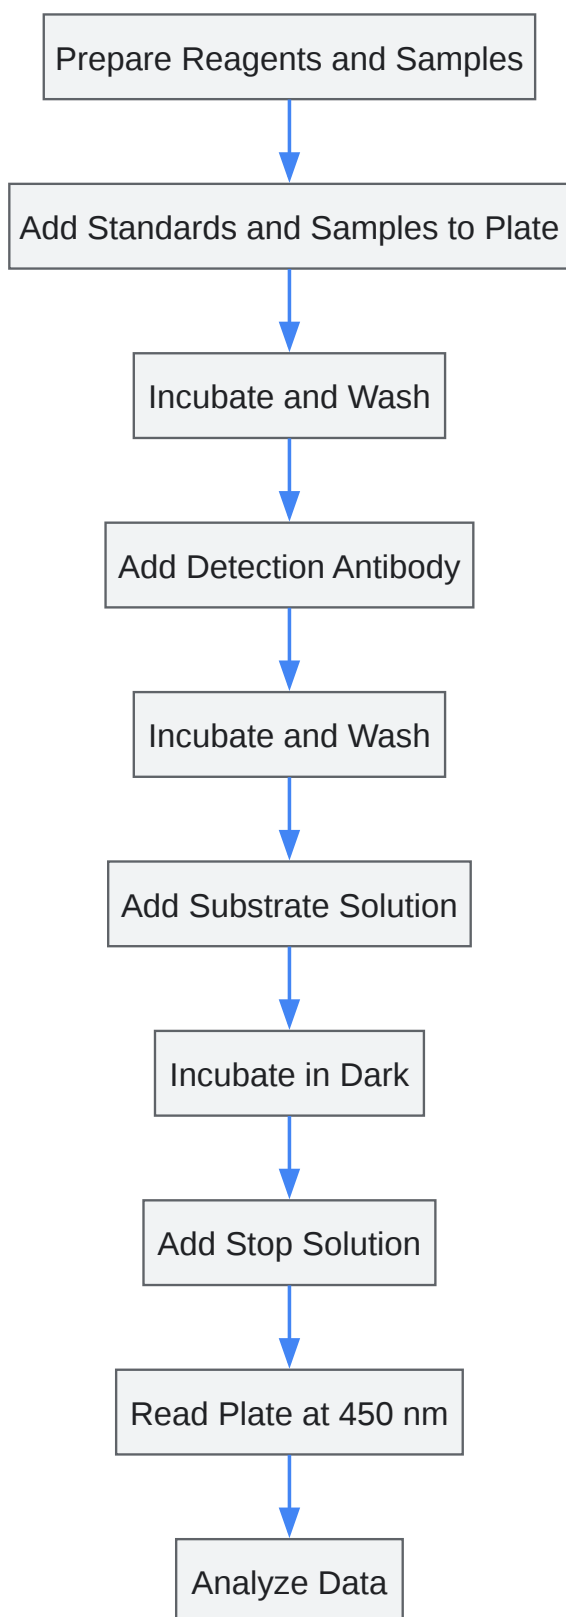 Prepare Reagents and Samples
Add Standards and Samples to Plate
Incubate and Wash
Add Detection Antibody
Incubate and Wash
Add Substrate Solution
Incubate in Dark
Add Stop Solution
Read Plate at 450 nm
Analyze Data